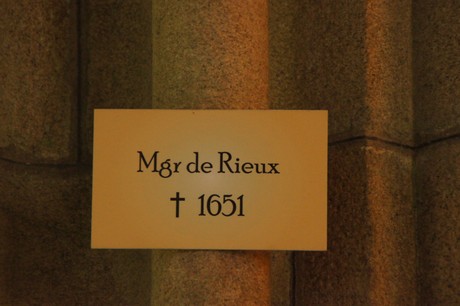 Mgr de Rieux
† 1651